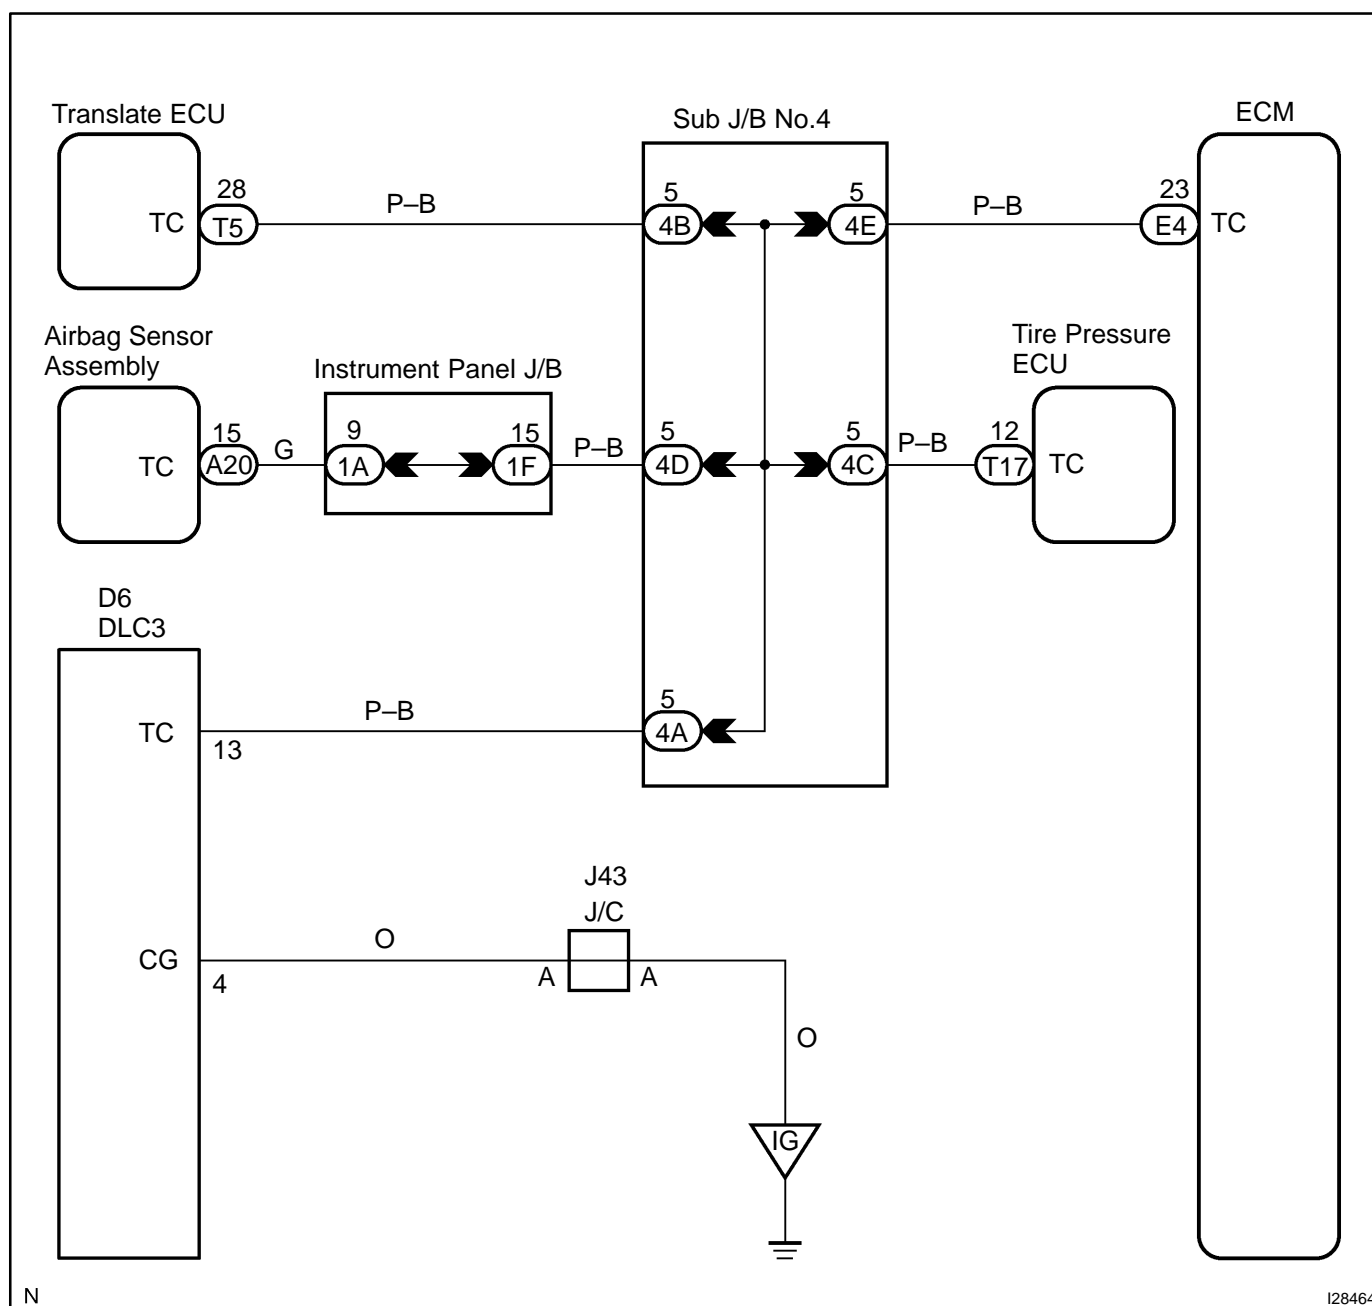 Translate ECU
Sub J/B No.4
ECM
28
P–B
5
5
P–B
23
TC
T5
4B
4E
E4
TC
Airbag Sensor
Assembly
Instrument Panel J/B
Tire Pressure
ECU
15
G
9
15
P–B
5
5
P–B
12
TC
A20
1A
1F
4D
4C
T17
TC
D6
DLC3
P–B
5
TC
13
4A
J43
J/C
O
CG
4
A
A
O
IG
N
I28464